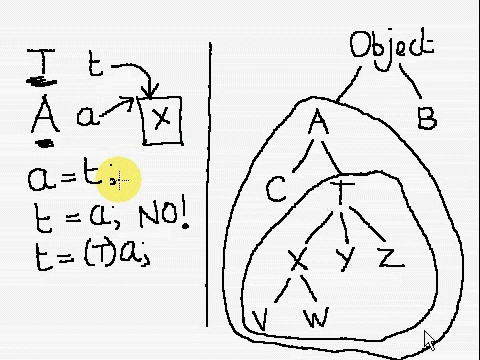 T t
A a X
a = t;
t = a; NO!
t = (T)a;
Object
A B
C T
X Y Z
V W